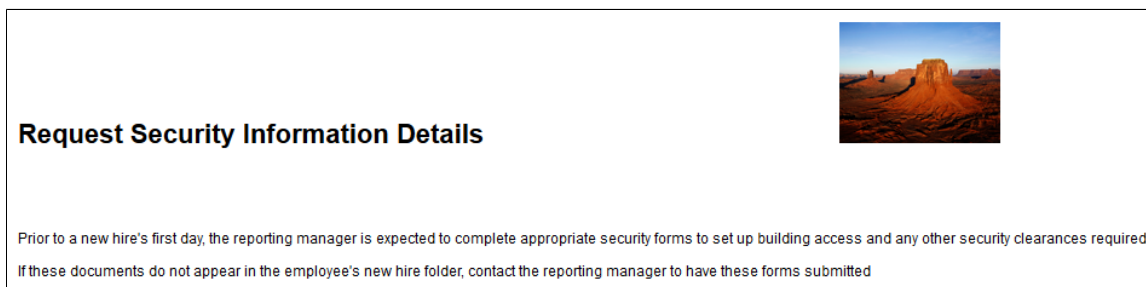 Request Security Information Details
Prior to a new hire's first day, the reporting manager is expected to complete appropriate security forms to set up building access and any other security clearances required
If these documents do not appear in the employee's new hire folder, contact the reporting manager to have these forms submitted